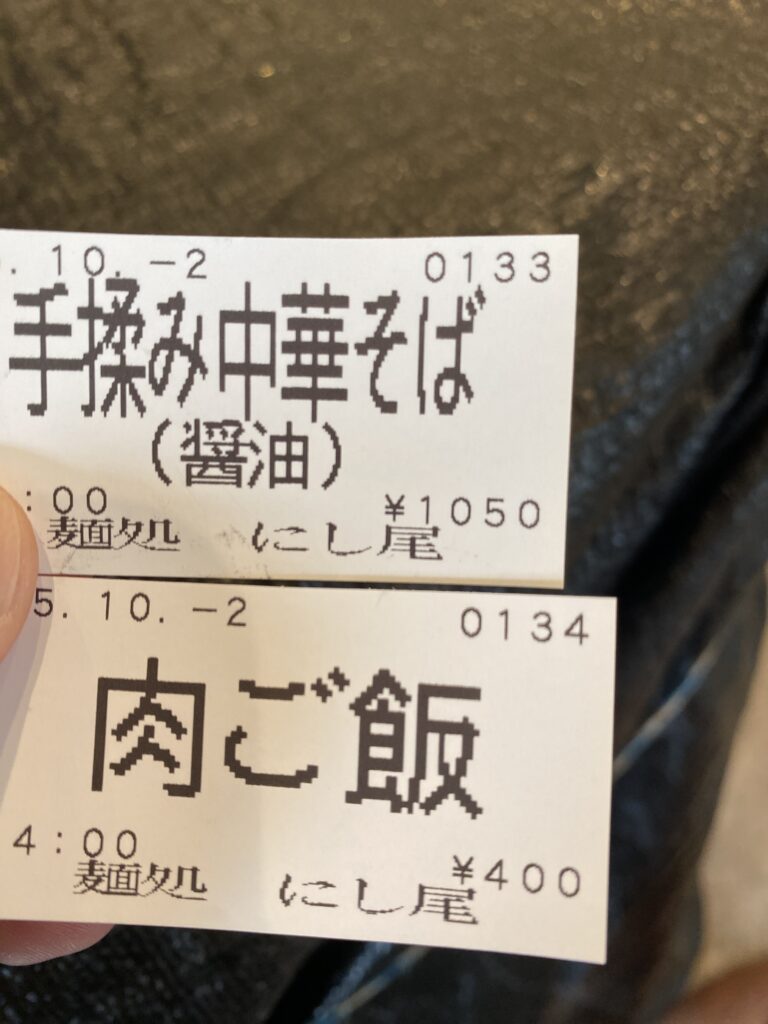 . 10. -2 0133
手揉み中華そば
(醤油)
:00 ¥1050
麺処 にし尾
5. 10. -2 0134
肉ご飯
4:00 ¥400
麺処 にし尾